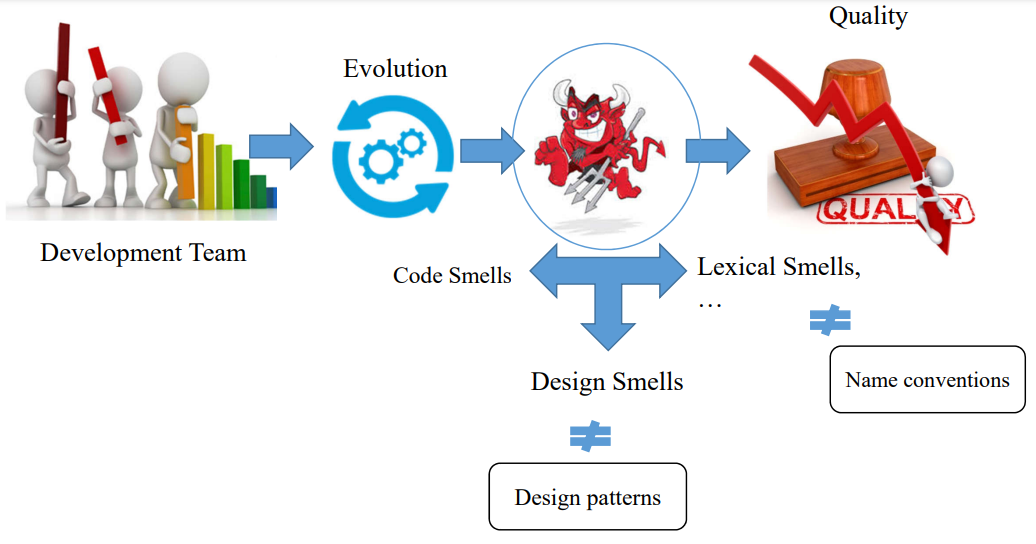 Quality
Evolution
Development Team
QUALITY
Code Smells
Lexical Smells,
…
Design Smells
≠
Name conventions
≠
Design patterns